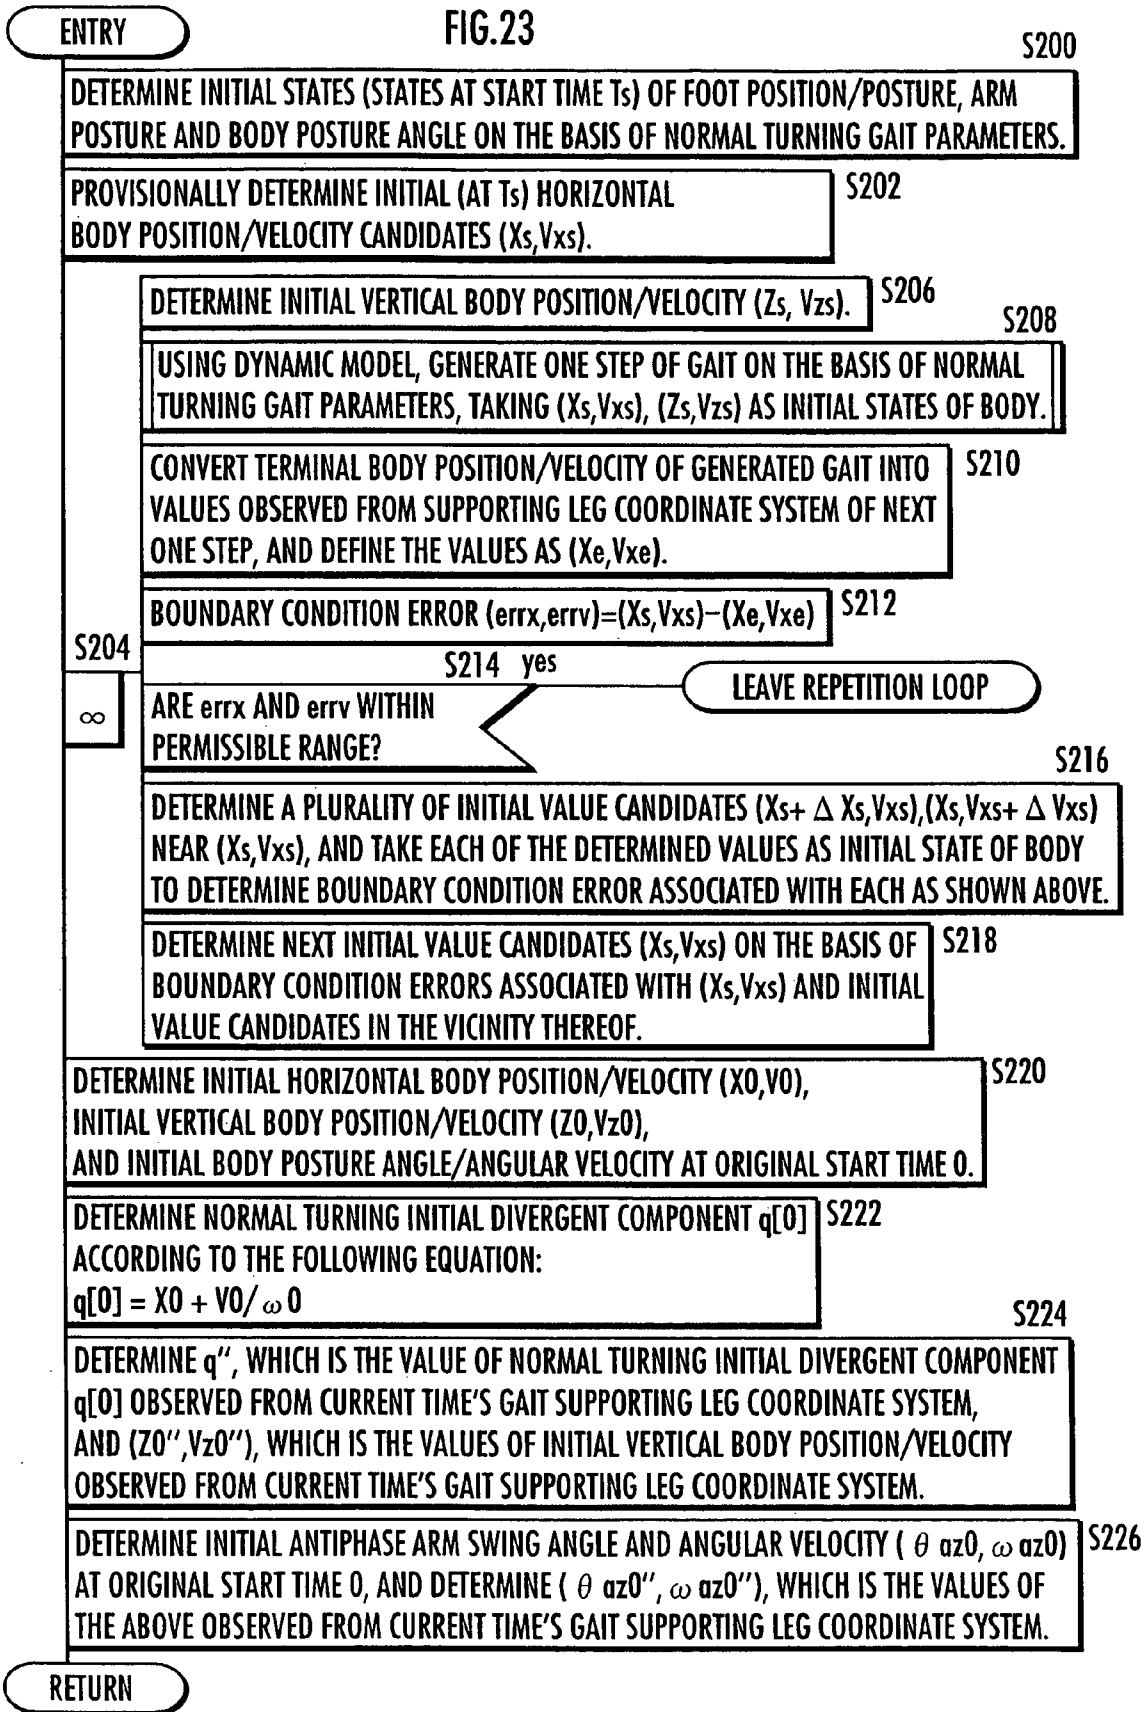 ENTRY
FIG.23
S200
DETERMINE INITIAL STATES (STATES AT START TIME Ts) OF FOOT POSITION/POSTURE, ARM
POSTURE AND BODY POSTURE ANGLE ON THE BASIS OF NORMAL TURNING GAIT PARAMETERS.
S202
PROVISIONALLY DETERMINE INITIAL (AT Ts) HORIZONTAL
BODY POSITION/VELOCITY CANDIDATES (Xs,Vxs).
DETERMINE INITIAL VERTICAL BODY POSITION/VELOCITY (Zs, Vzs).
S206
S208
USING DYNAMIC MODEL, GENERATE ONE STEP OF GAIT ON THE BASIS OF NORMAL
TURNING GAIT PARAMETERS, TAKING (Xs,Vxs), (Zs,Vzs) AS INITIAL STATES OF BODY.
CONVERT TERMINAL BODY POSITION/VELOCITY OF GENERATED GAIT INTO
S210
VALUES OBSERVED FROM SUPPORTING LEG COORDINATE SYSTEM OF NEXT
ONE STEP, AND DEFINE THE VALUES AS (Xe,Vxe).
BOUNDARY CONDITION ERROR (errx,errv)=(Xs,Vxs)−(Xe,Vxe)
S212
S204
∞
S214 yes
LEAVE REPETITION LOOP
ARE errx AND errv WITHIN
PERMISSIBLE RANGE?
S216
DETERMINE A PLURALITY OF INITIAL VALUE CANDIDATES (Xs+ Δ Xs,Vxs),(Xs,Vxs+ Δ Vxs)
NEAR (Xs,Vxs), AND TAKE EACH OF THE DETERMINED VALUES AS INITIAL STATE OF BODY
TO DETERMINE BOUNDARY CONDITION ERROR ASSOCIATED WITH EACH AS SHOWN ABOVE.
DETERMINE NEXT INITIAL VALUE CANDIDATES (Xs,Vxs) ON THE BASIS OF
S218
BOUNDARY CONDITION ERRORS ASSOCIATED WITH (Xs,Vxs) AND INITIAL
VALUE CANDIDATES IN THE VICINITY THEREOF.
DETERMINE INITIAL HORIZONTAL BODY POSITION/VELOCITY (X0,V0),
S220
INITIAL VERTICAL BODY POSITION/VELOCITY (Z0,Vz0),
AND INITIAL BODY POSTURE ANGLE/ANGULAR VELOCITY AT ORIGINAL START TIME 0.
DETERMINE NORMAL TURNING INITIAL DIVERGENT COMPONENT q[0]
S222
ACCORDING TO THE FOLLOWING EQUATION:
q[0] = X0 + V0/ ω 0
S224
DETERMINE q'', WHICH IS THE VALUE OF NORMAL TURNING INITIAL DIVERGENT COMPONENT
q[0] OBSERVED FROM CURRENT TIME'S GAIT SUPPORTING LEG COORDINATE SYSTEM,
AND (Z0'',Vz0''), WHICH IS THE VALUES OF INITIAL VERTICAL BODY POSITION/VELOCITY
OBSERVED FROM CURRENT TIME'S GAIT SUPPORTING LEG COORDINATE SYSTEM.
DETERMINE INITIAL ANTIPHASE ARM SWING ANGLE AND ANGULAR VELOCITY ( θ az0, ω az0)
S226
AT ORIGINAL START TIME 0, AND DETERMINE ( θ az0'', ω az0''), WHICH IS THE VALUES OF
THE ABOVE OBSERVED FROM CURRENT TIME'S GAIT SUPPORTING LEG COORDINATE SYSTEM.
RETURN